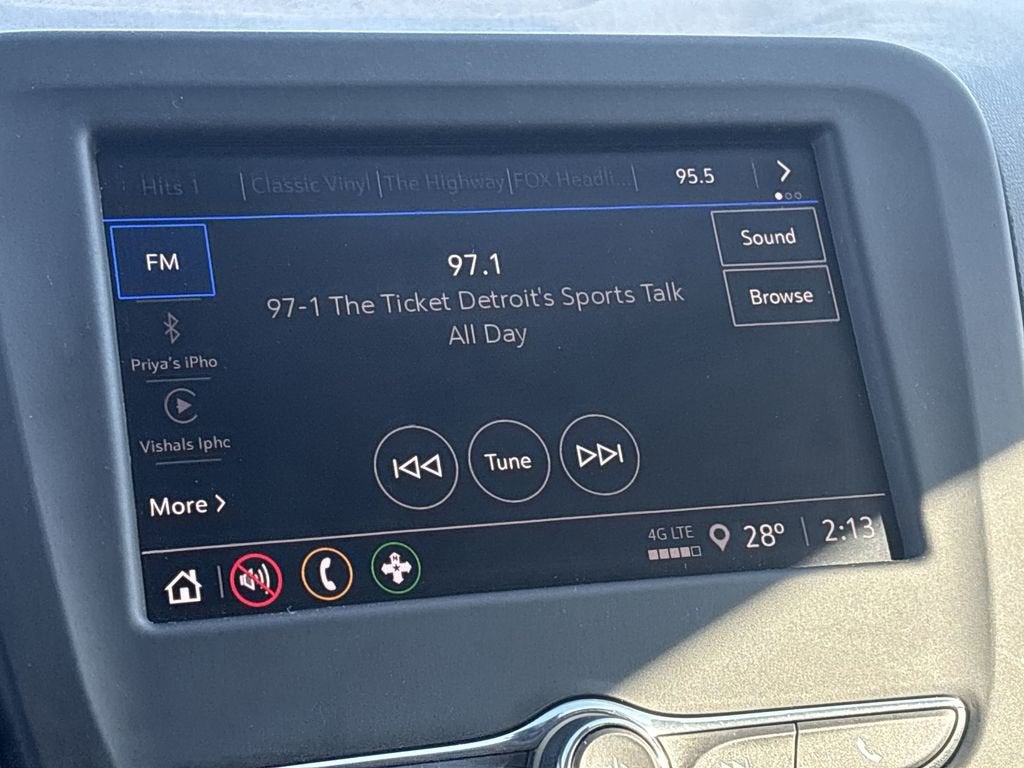 Hits 1 Classic Vinyl The Highway FOX Headli... 95.5
Sound
FM
97.1
Browse
97-1 The Ticket Detroit's Sports Talk
All Day
Priya's iPho
Vishals Iphc
Tune
More
4G LTE 28° 2:13